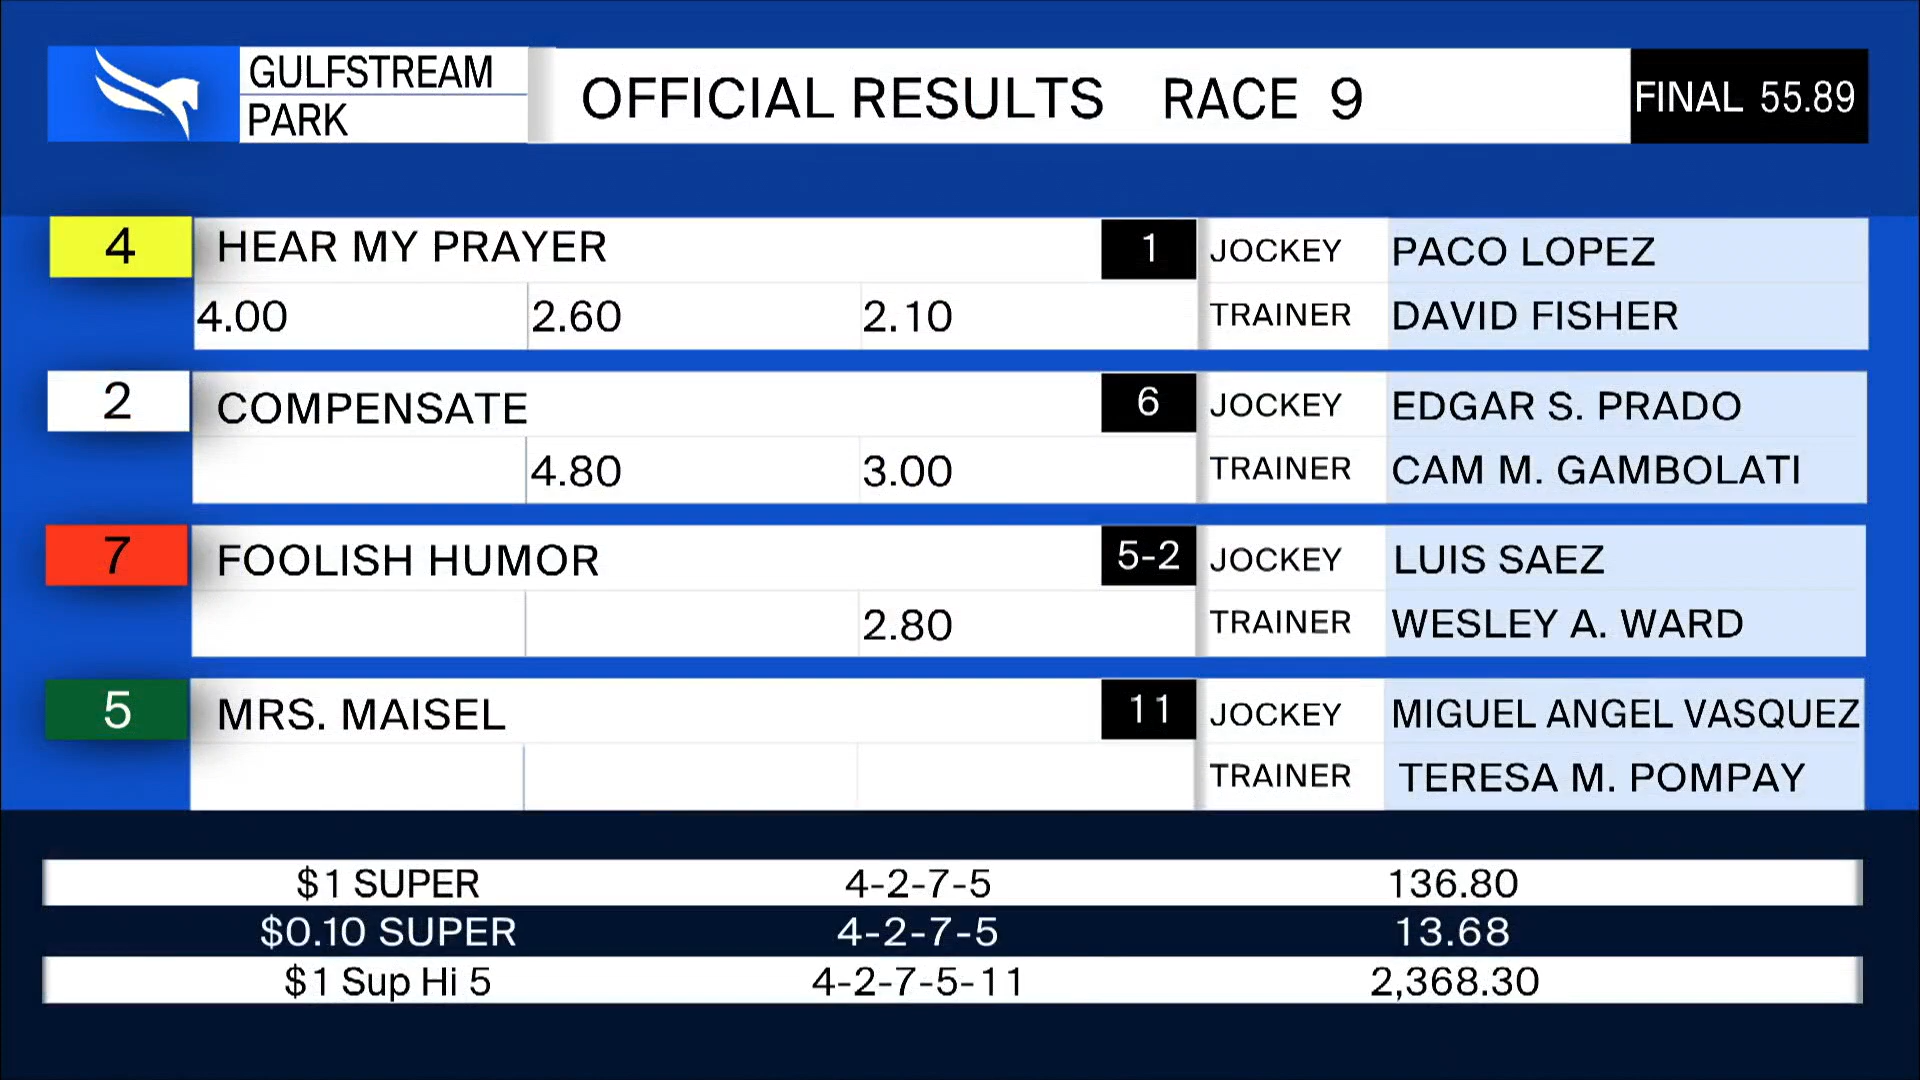 GULFSTREAM
PARK
OFFICIAL RESULTS RACE 9
FINAL 55.89
4 HEAR MY PRAYER 1 JOCKEY PACO LOPEZ
4.00 2.60 2.10 TRAINER DAVID FISHER
2 COMPENSATE 6 JOCKEY EDGAR S. PRADO
4.80 3.00 TRAINER CAM M. GAMBOLATI
7 FOOLISH HUMOR 5-2 JOCKEY LUIS SAEZ
2.80 TRAINER WESLEY A. WARD
5 MRS. MAISEL 11 JOCKEY MIGUEL ANGEL VASQUEZ
TRAINER TERESA M. POMPAY
$1 SUPER 4-2-7-5 136.80
$0.10 SUPER 4-2-7-5 13.68
$1 Sup Hi 5 4-2-7-5-11 2,368.30